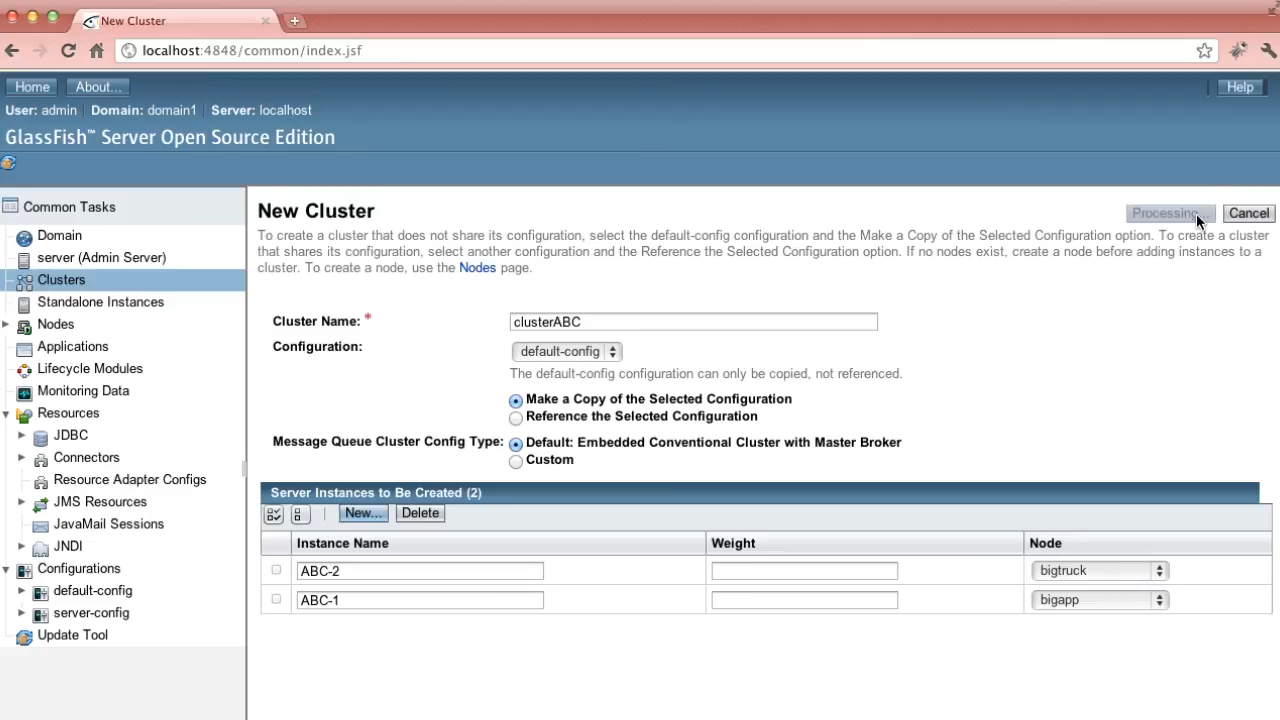 New Cluster
localhost:4848/common/index.jsf
Home About... Help
User: admin Domain: domain1 Server: localhost
GlassFish™ Server Open Source Edition
Common Tasks
Domain
server (Admin Server)
Clusters
Standalone Instances
Nodes
Applications
Lifecycle Modules
Monitoring Data
Resources
JDBC
Connectors
Resource Adapter Configs
JMS Resources
JavaMail Sessions
JNDI
Configurations
default-config
server-config
Update Tool
New Cluster
Processing... Cancel
To create a cluster that does not share its configuration, select the default-config configuration and the Make a Copy of the Selected Configuration option. To create a cluster
that shares its configuration, select another configuration and the Reference the Selected Configuration option. If no nodes exist, create a node before adding instances to a
cluster. To create a node, use the Nodes page.
Cluster Name: * clusterABC
Configuration: default-config
The default-config configuration can only be copied, not referenced.
Make a Copy of the Selected Configuration
Reference the Selected Configuration
Message Queue Cluster Config Type: Default: Embedded Conventional Cluster with Master Broker
Custom
Server Instances to Be Created (2)
New... Delete
Instance Name Weight Node
ABC-2 bigtruck
ABC-1 bigapp